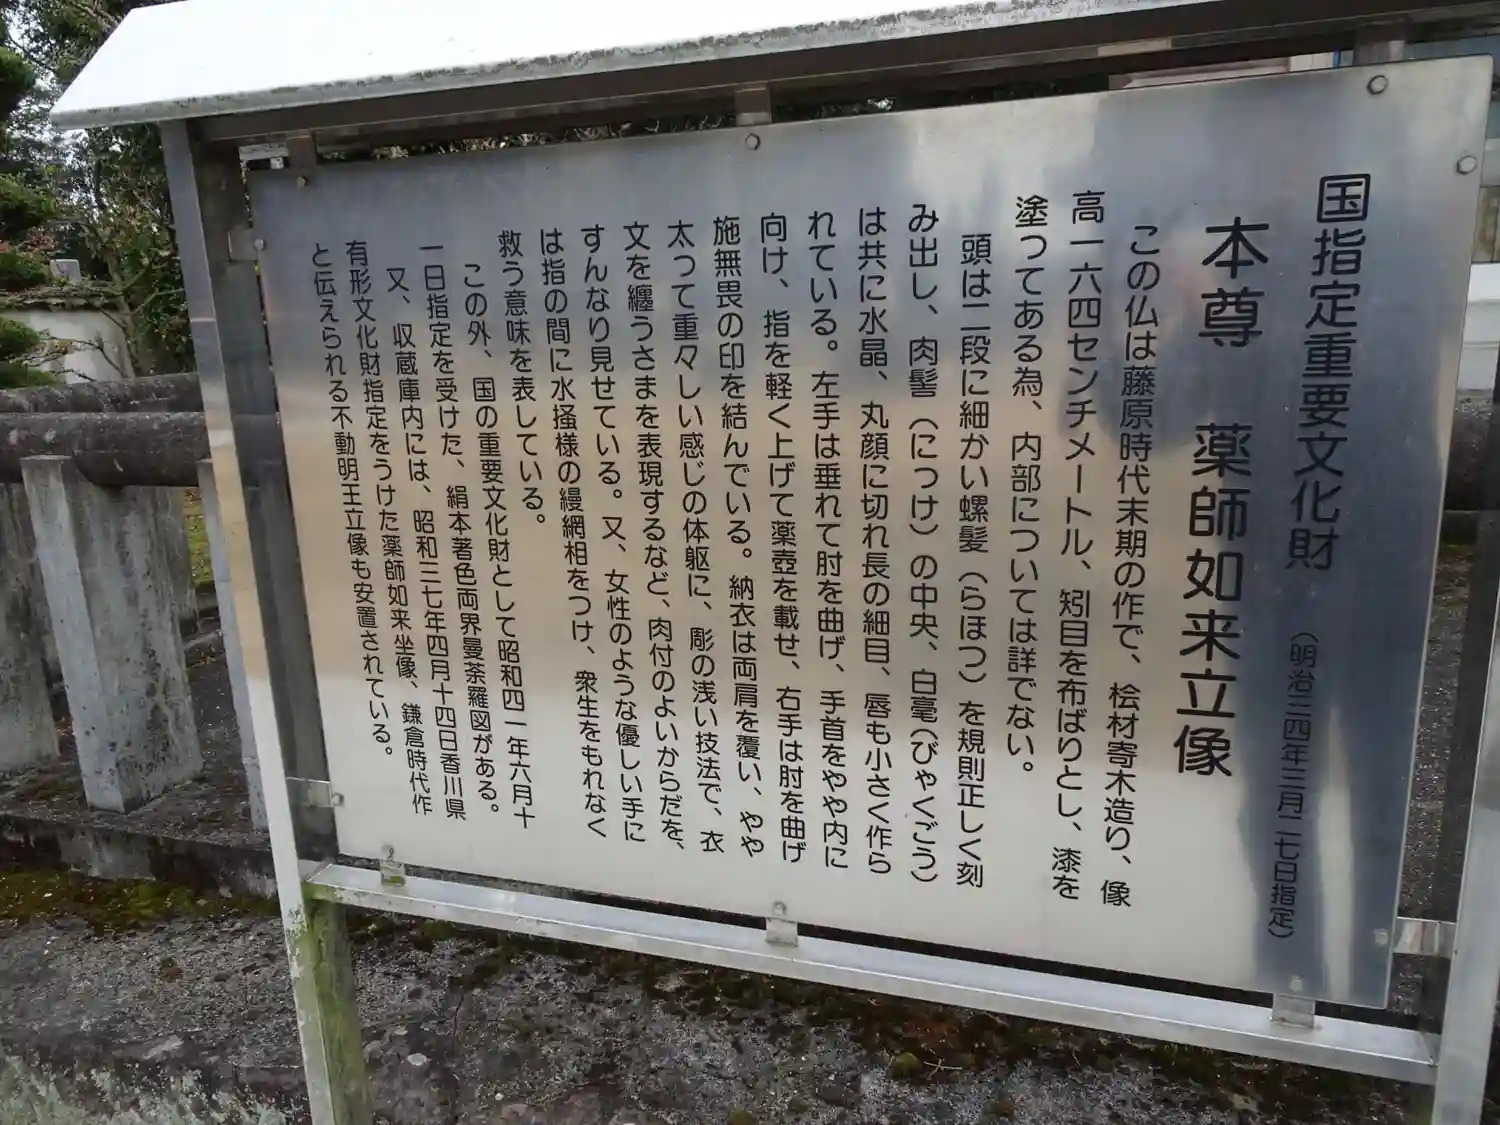 国指定重要文化財 (明治三四年三月二七日指定)
本尊 薬師如来立像
この仏は藤原時代末期の作で、桧材寄木造り、像
高一六四センチメートル、矧目を布ばりとし、漆を
塗ってある為、内部については詳でない。
頭は二段に細かい螺髪(らほつ)を規則正しく刻
み出し、肉髻(にっけ)の中央、白毫(びゃくごう)
は共に水晶、丸顔に切れ長の細目、唇も小さく作ら
れている。左手は垂れて肘を曲げ、手首をやや内に
向け、指を軽く上げて薬壺を載せ、右手は肘を曲げ
施無畏の印を結んでいる。納衣は両肩を覆い、やや
太って重々しい感じの体躯に、彫の浅い技法で、衣
文を纏うさまを表現するなど、肉付のよいからだを、
すんなり見せている。又、女性のような優しい手に
は指の間に水掻様の縵網相をつけ、衆生をもれなく
救う意味を表している。
この外、国の重要文化財として昭和四一年六月十
一日指定を受けた、絹本著色両界曼荼羅図がある。
又、収蔵庫内には、昭和三七年四月十四日香川県
有形文化財指定をうけた薬師如来坐像、鎌倉時代作
と伝えられる不動明王立像も安置されている。